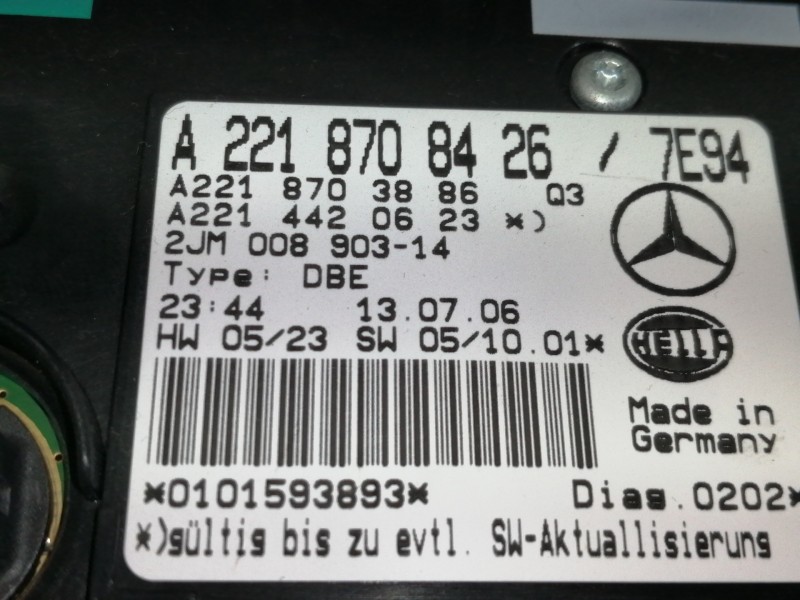 A 221 870 84 26 / 7E94
A221 870 38 86 Q3
A221 442 06 23 *)
2JM 008 903-14
Type: DBE
23:44 13.07.06
HW 05/23 SW 05/10.01*
HELLA
Made in
Germany
*0101593893* Diag.0202*
*)gültig bis zu evtl. SW-Aktuallisierung